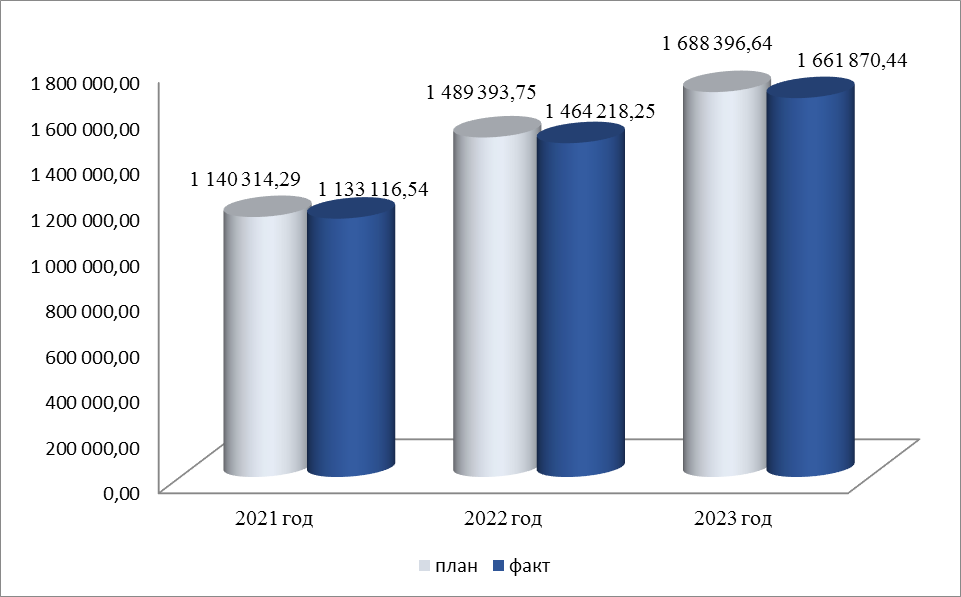 1 688 396,64
1 661 870,44
1 489 393,75
1 464 218,25
1 140 314,29
1 133 116,54
1 800 000,00
1 600 000,00
1 400 000,00
1 200 000,00
1 000 000,00
800 000,00
600 000,00
400 000,00
200 000,00
0,00
2021 год
2022 год
2023 год
план
факт